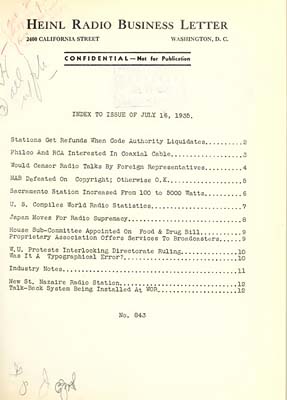 HEINL RADIO BUSINESS LETTER
2400 CALIFORNIA STREET WASHINGTON, D. C.
CONFIDENTIAL—Not for Publication
INDEX TO ISSUE OF JULY 16, 1935.
Stations Get Refunds When Code Authority Liquidates..........2
Philco And RCA Interested In Coaxial Cable...................3
Would Censor Radio Talks By Foreign Representatives..........4
NAB Defeated On Copyright; Otherwise O.K.....................5
Sacramento Station Increased From 100 to 5000 Watts..........6
U. S. Compiles World Radio Statistics........................7
Japan Moves For Radio Supremacy..............................8
House Sub-Committee Appointed On Food & Drug Bill............9
Proprietary Association Offers Services To Broadcasters......9
W.U. Protests Interlocking Directorate Ruling...............10
Was It A Typographical Error?...............................10
Industry Notes..............................................11
New St. Nazaire Radio Station...............................12
Talk-Back System Being Installed At WOR.....................12
No. 843